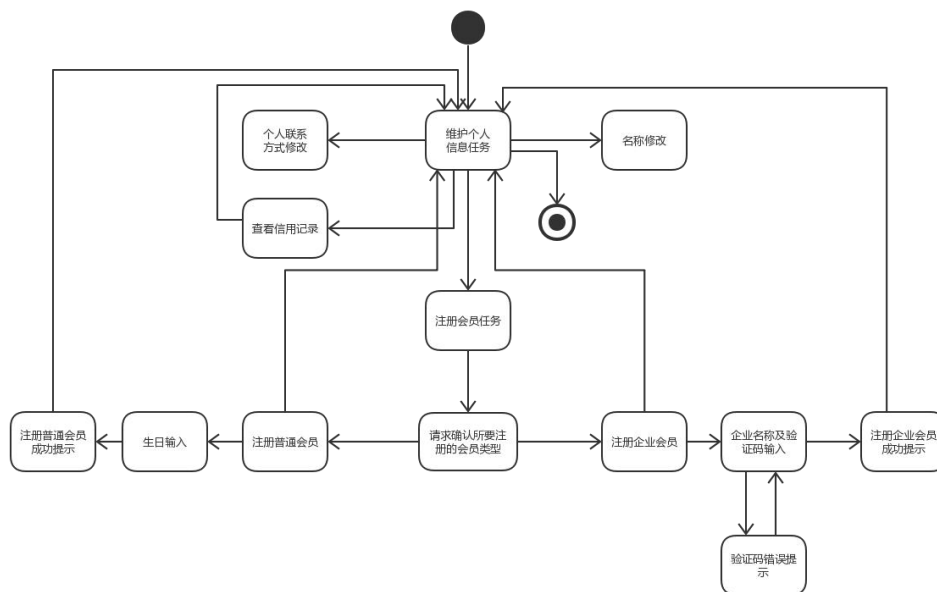 个人联系
方式修改
维护个人
信息任务
名称修改
查看信用记录
注册会员任务
注册普通会员
成功提示
生日输入
注册普通会员
请求确认所要注
册的会员类型
注册企业会员
企业名称及验
证码输入
注册企业会员
成功提示
验证码错误提
示